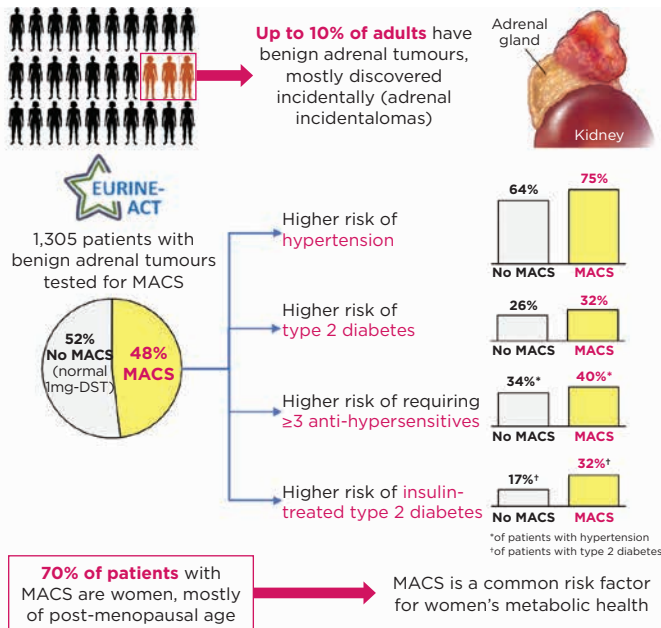 Up to 10% of adults have
benign adrenal tumours,
mostly discovered
incidentally (adrenal
incidentalomas)
Adrenal
gland
Kidney
EURINE-
ACT
1,305 patients with
benign adrenal tumours
tested for MACS
52%
No MACS
(normal
1mg-DST)
48%
MACS
Higher risk of
hypertension
64%
75%
No MACS
MACS
Higher risk of
type 2 diabetes
26%
32%
No MACS
MACS
Higher risk of requiring
≥3 anti-hypersensitives
34%*
40%*
No MACS
MACS
Higher risk of insulin-
treated type 2 diabetes
17%†
32%†
No MACS
MACS
*of patients with hypertension
†of patients with type 2 diabetes
70% of patients with
MACS are women, mostly
of post-menopausal age
MACS is a common risk factor
for women's metabolic health